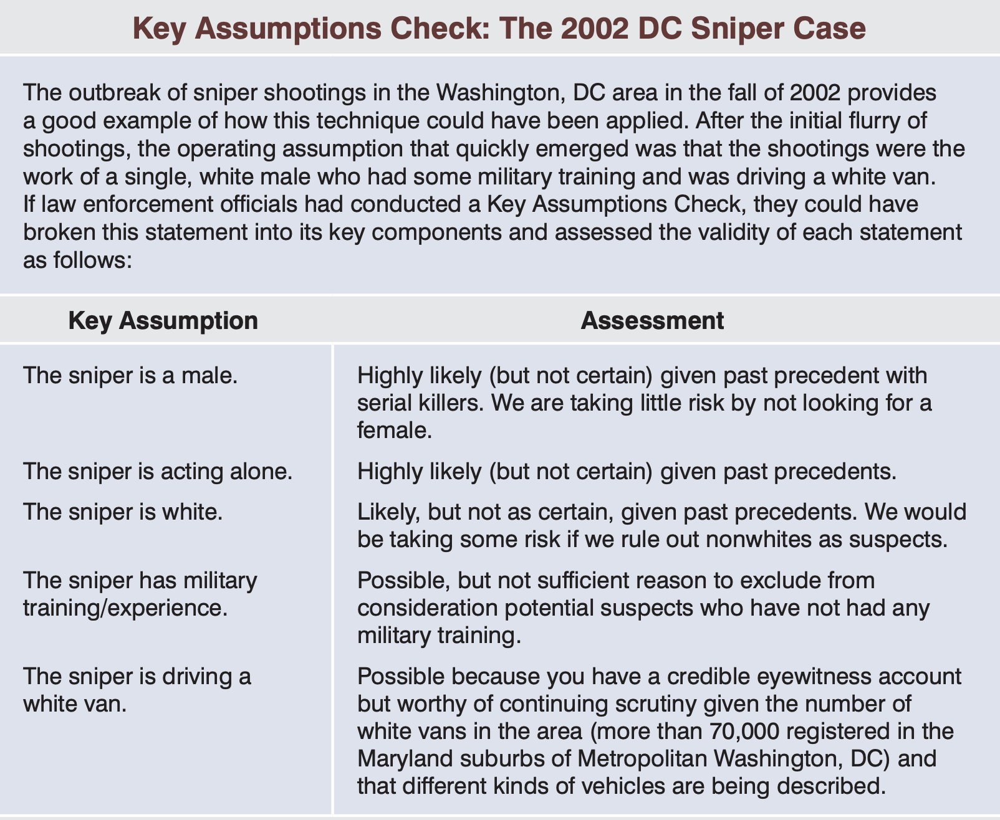 Key Assumptions Check: The 2002 DC Sniper Case
The outbreak of sniper shootings in the Washington, DC area in the fall of 2002 provides
a good example of how this technique could have been applied. After the initial flurry of
shootings, the operating assumption that quickly emerged was that the shootings were the
work of a single, white male who had some military training and was driving a white van.
If law enforcement officials had conducted a Key Assumptions Check, they could have
broken this statement into its key components and assessed the validity of each statement
as follows:
Key Assumption
Assessment
The sniper is a male.
Highly likely (but not certain) given past precedent with
serial killers. We are taking little risk by not looking for a
female.
The sniper is acting alone.
Highly likely (but not certain) given past precedents.
The sniper is white.
Likely, but not as certain, given past precedents. We would
be taking some risk if we rule out nonwhites as suspects.
The sniper has military
training/experience.
Possible, but not sufficient reason to exclude from
consideration potential suspects who have not had any
military training.
The sniper is driving a
white van.
Possible because you have a credible eyewitness account
but worthy of continuing scrutiny given the number of
white vans in the area (more than 70,000 registered in the
Maryland suburbs of Metropolitan Washington, DC) and
that different kinds of vehicles are being described.